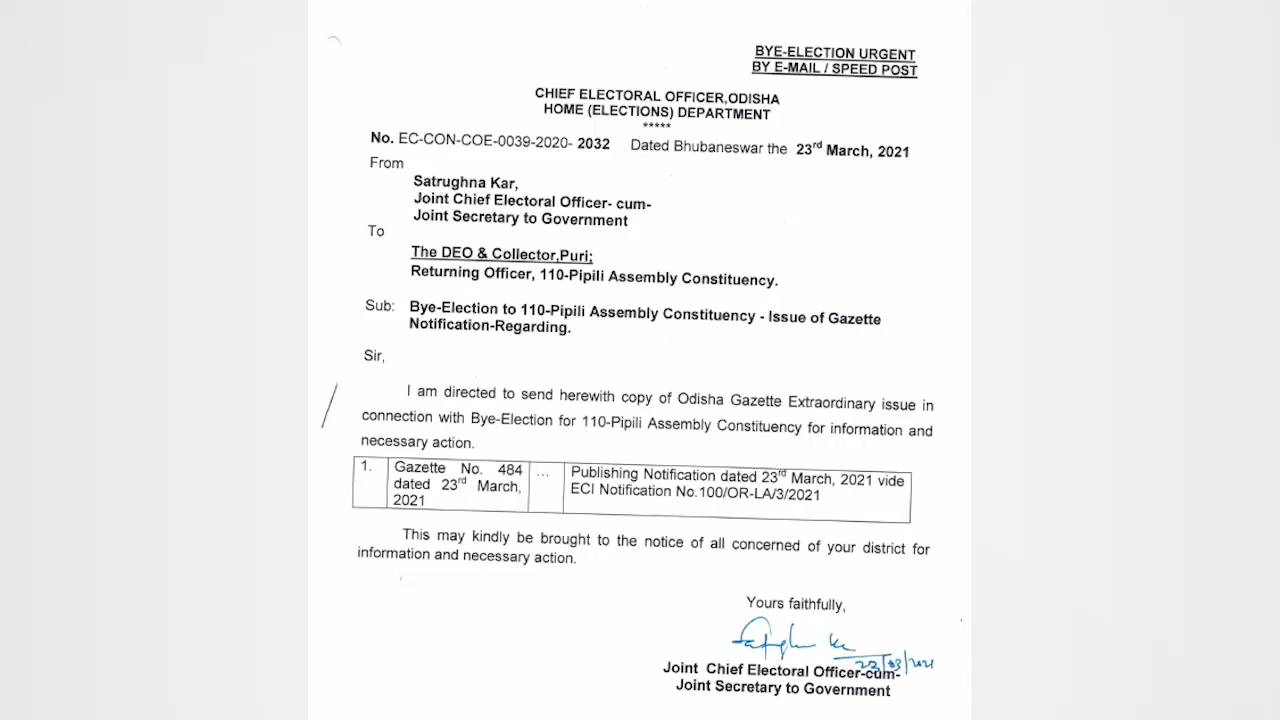 BYE-ELECTION URGENT
BY E-MAIL / SPEED POST
CHIEF ELECTORAL OFFICER,ODISHA
HOME (ELECTIONS) DEPARTMENT
*****
No. EC-CON-COE-0039-2020- 2032 Dated Bhubaneswar the 23rd March, 2021
From
Satrughna Kar,
Joint Chief Electoral Officer- cum-
Joint Secretary to Government
To
The DEO & Collector,Puri;
Returning Officer, 110-Pipili Assembly Constituency.
Sub: Bye-Election to 110-Pipili Assembly Constituency - Issue of Gazette
Notification-Regarding.
Sir,
I am directed to send herewith copy of Odisha Gazette Extraordinary issue in
connection with Bye-Election for 110-Pipili Assembly Constituency for information and
necessary action.
1. Gazette No. 484 ... Publishing Notification dated 23rd March, 2021 vide
dated 23rd March, ECI Notification No.100/OR-LA/3/2021
2021
This may kindly be brought to the notice of all concerned of your district for
information and necessary action.
Yours faithfully,
23/03/2021
Joint Chief Electoral Officer-cum-
Joint Secretary to Government